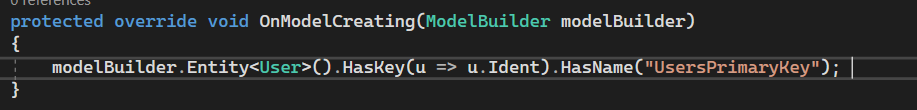 0 references
protected override void OnModelCreating(ModelBuilder modelBuilder)
{
modelBuilder.Entity<User>().HasKey(u => u.Ident).HasName("UsersPrimaryKey");
}